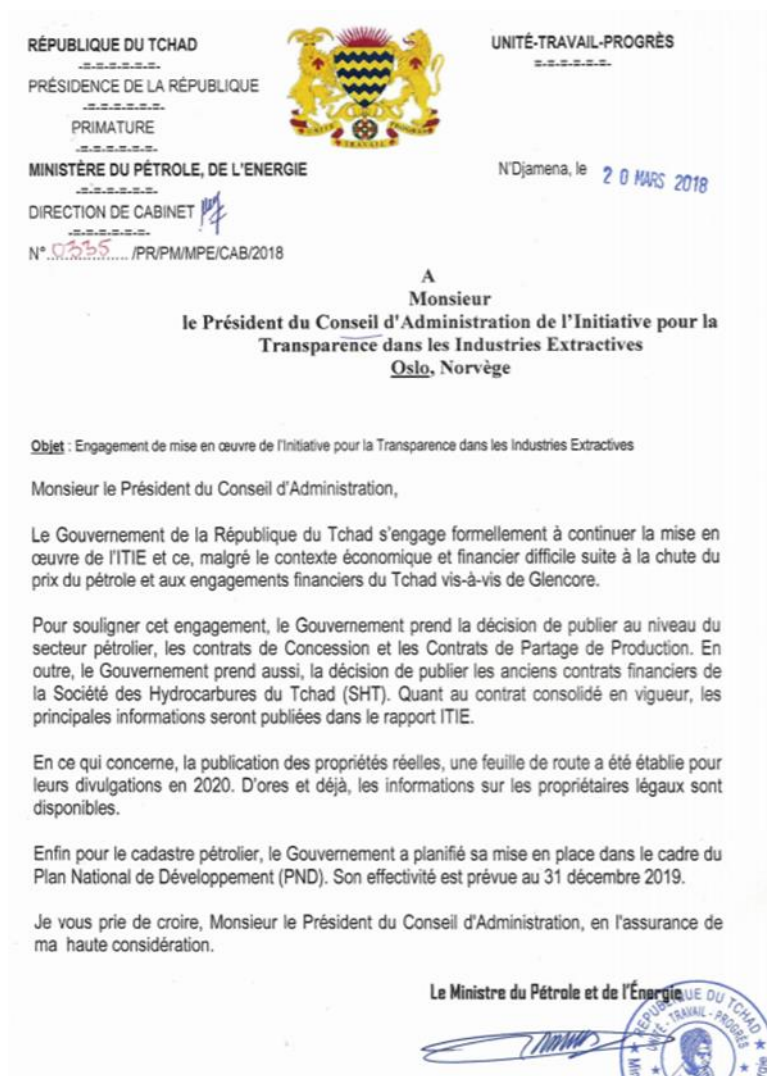 RÉPUBLIQUE DU TCHAD
-=-=-=-=-=-=-
PRÉSIDENCE DE LA RÉPUBLIQUE
-=-=-=-=-=-=-
PRIMATURE
-=-=-=-=-=-=-
MINISTÈRE DU PÉTROLE, DE L'ENERGIE
-=-=-=-=-=-=-
DIRECTION DE CABINET
-=-=-=-=-=-=-
N° 0335 /PR/PM/MPE/CAB/2018
UNITÉ TRAVAIL PROGRÈS
UNITÉ-TRAVAIL-PROGRÈS
=-=-=-=-=-=-
N'Djamena, le 20 MARS 2018
A
Monsieur
le Président du Conseil d'Administration de l'Initiative pour la
Transparence dans les Industries Extractives
Oslo, Norvège
Objet : Engagement de mise en œuvre de l'Initiative pour la Transparence dans les Industries Extractives
Monsieur le Président du Conseil d'Administration,
Le Gouvernement de la République du Tchad s'engage formellement à continuer la mise en
œuvre de l'ITIE et ce, malgré le contexte économique et financier difficile suite à la chute du
prix du pétrole et aux engagements financiers du Tchad vis-à-vis de Glencore.
Pour souligner cet engagement, le Gouvernement prend la décision de publier au niveau du
secteur pétrolier, les contrats de Concession et les Contrats de Partage de Production. En
outre, le Gouvernement prend aussi, la décision de publier les anciens contrats financiers de
la Société des Hydrocarbures du Tchad (SHT). Quant au contrat consolidé en vigueur, les
principales informations seront publiées dans le rapport ITIE.
En ce qui concerne, la publication des propriétés réelles, une feuille de route a été établie pour
leurs divulgations en 2020. D'ores et déjà, les informations sur les propriétaires légaux sont
disponibles.
Enfin pour le cadastre pétrolier, le Gouvernement a planifié sa mise en place dans le cadre du
Plan National de Développement (PND). Son effectivité est prévue au 31 décembre 2019.
Je vous prie de croire, Monsieur le Président du Conseil d'Administration, en l'assurance de
ma haute considération.
Le Ministre du Pétrole et de l'Énergie
REPUBLIQUE DU TCHAD
UNITÉ - TRAVAIL - PROGRÈS